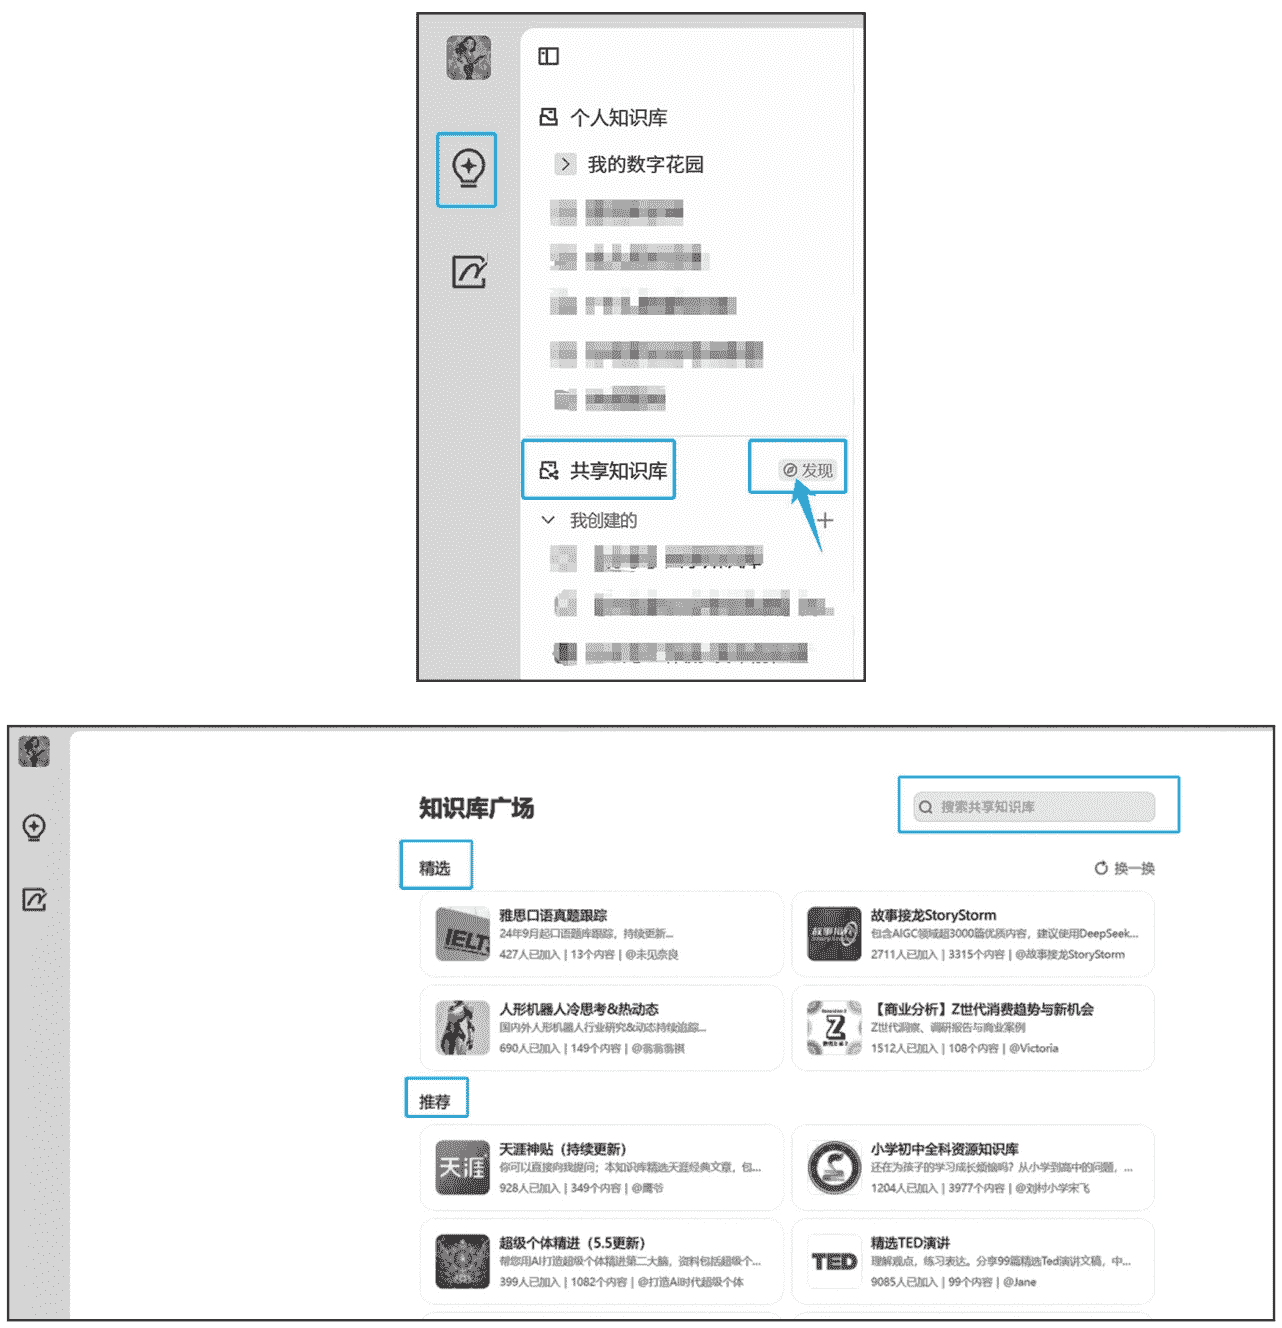 个人知识库
我的数字花园
共享知识库
发现
我创建的
知识库广场
搜索共享知识库
精选
换一换
IELTS
雅思口语真题跟踪
24年9月起口语题库跟踪，持续更新...
427人已加入 | 13个内容 | @未见奈良
故事接龙StoryStorm
包含AIGC领域超3000篇优质内容，建议使用DeepSeek...
2711人已加入 | 3315个内容 | @故事接龙StoryStorm
人形机器人冷思考&热动态
国内外人形机器人行业研究&动态持续追踪...
690人已加入 | 149个内容 | @翁翁翁祺
Z
【商业分析】Z世代消费趋势与新机会
Z世代洞察、调研报告与商业案例
1512人已加入 | 108个内容 | @Victoria
推荐
天涯
天涯神贴（持续更新）
你可以直接向我提问；本知识库精选天涯经典文章，包...
928人已加入 | 349个内容 | @鹰爷
小学初中全科资源知识库
还在为孩子的学习成长烦恼吗？从小学到高中的问题，...
1204人已加入 | 3977个内容 | @刘村小学宋飞
超级个体精进（5.5更新）
帮您用AI打造超级个体精进第二大脑，资料包括超级个...
399人已加入 | 1082个内容 | @打造AI时代超级个体
TED
精选TED演讲
理解观点，练习表达。分享99篇精选Ted演讲文稿，中...
9085人已加入 | 99个内容 | @Jane